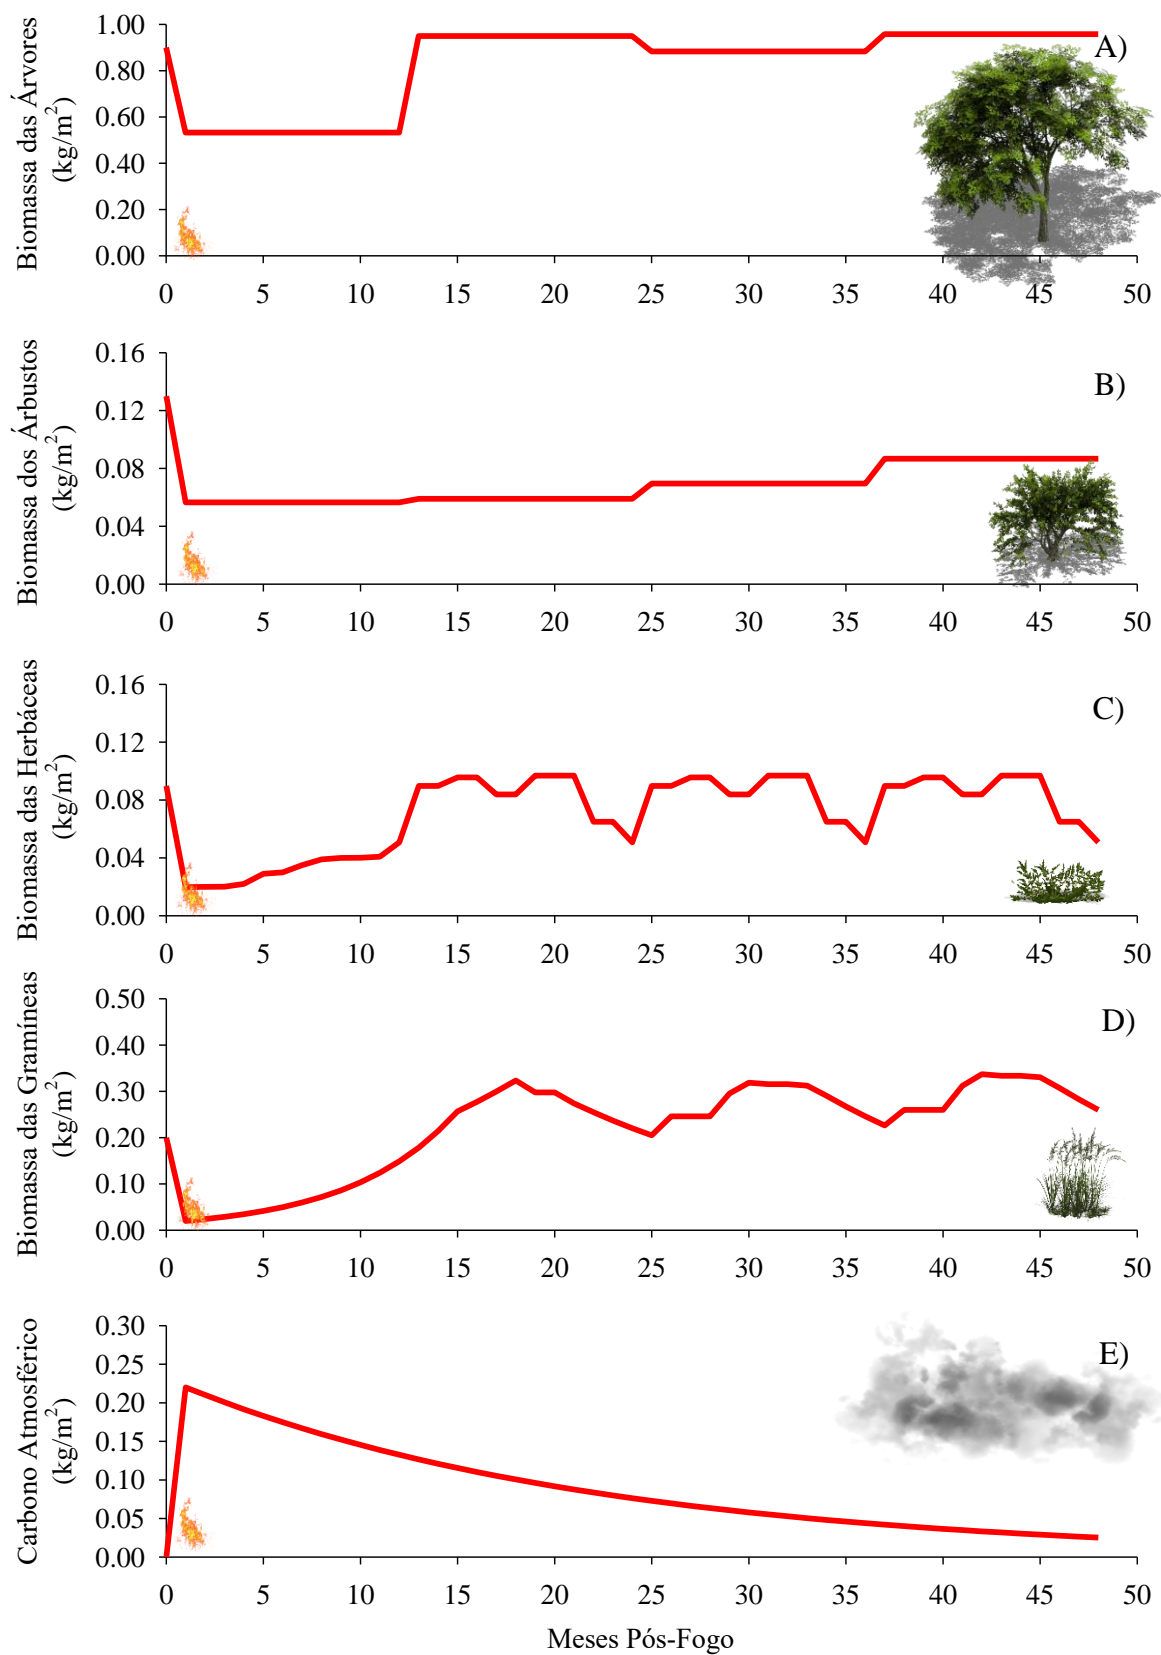 Biomassa das Árvores
(kg/m²)
1.00
0.80
0.60
0.40
0.20
0.00
A)
0 5 10 15 20 25 30 35 40 45 50
Biomassa dos Árbustos
(kg/m²)
0.16
0.12
0.08
0.04
0.00
B)
0 5 10 15 20 25 30 35 40 45 50
Biomassa das Herbáceas
(kg/m²)
0.16
0.12
0.08
0.04
0.00
C)
0 5 10 15 20 25 30 35 40 45 50
Biomassa das Gramíneas
(kg/m²)
0.50
0.40
0.30
0.20
0.10
0.00
D)
0 5 10 15 20 25 30 35 40 45 50
Carbono Atmosférico
(kg/m²)
0.30
0.25
0.20
0.15
0.10
0.05
0.00
E)
0 5 10 15 20 25 30 35 40 45 50
Meses Pós-Fogo